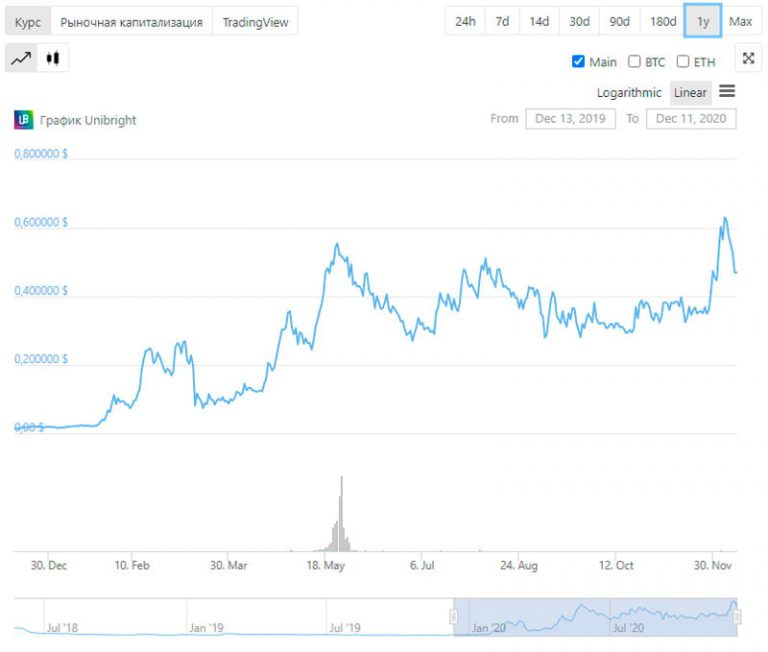 Курс Рыночная капитализация TradingView 24h 7d 14d 30d 90d 180d 1y Max
Main BTC ETH
Logarithmic Linear
График Unibright From Dec 13, 2019 To Dec 11, 2020
0,800000 $
0,600000 $
0,400000 $
0,200000 $
0,00 $
30. Dec 10. Feb 30. Mar 18. May 6. Jul 24. Aug 12. Oct 30. Nov
Jul '18 Jan '19 Jul '19 Jan '20 Jul '20